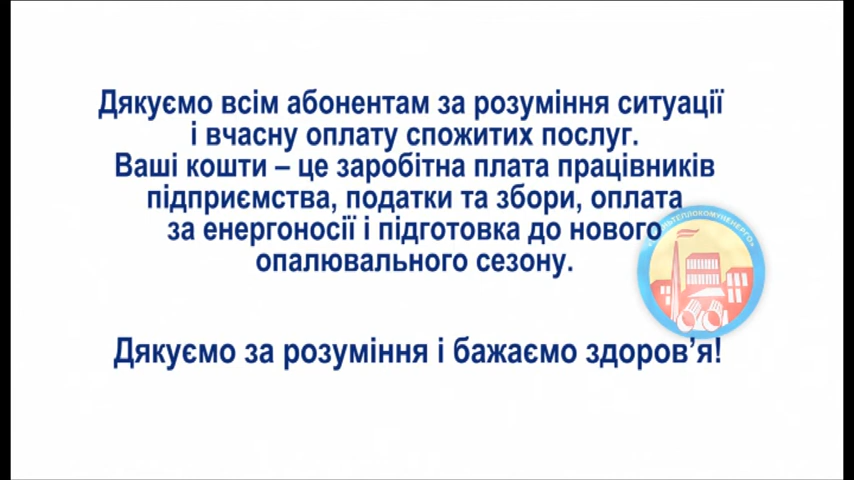 Дякуємо всім абонентам за розуміння ситуації
і вчасну оплату спожитих послуг.
Ваші кошти – це заробітна плата працівників
підприємства, податки та збори, оплата
за енергоносії і підготовка до нового
опалювального сезону.
Дякуємо за розуміння і бажаємо здоров’я!